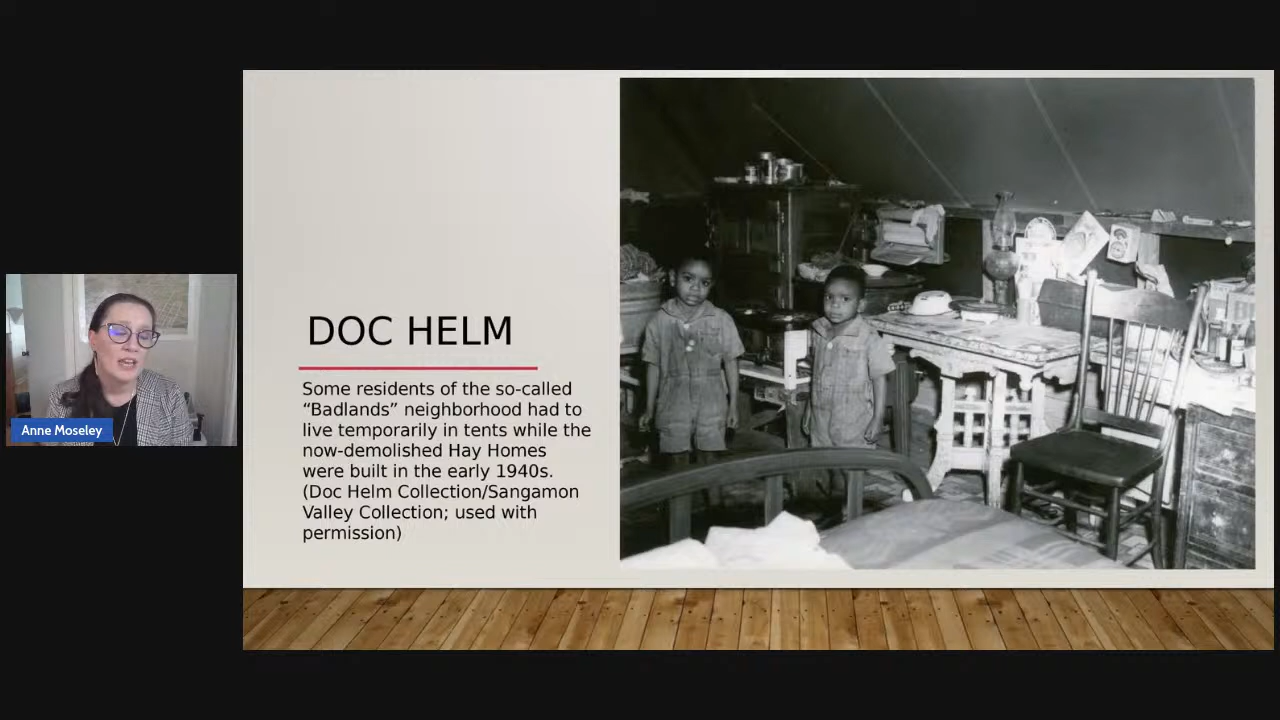 DOC HELM
Some residents of the so-called
“Badlands” neighborhood had to
live temporarily in tents while the
now-demolished Hay Homes
were built in the early 1940s.
(Doc Helm Collection/Sangamon
Valley Collection; used with
permission)
Anne Moseley